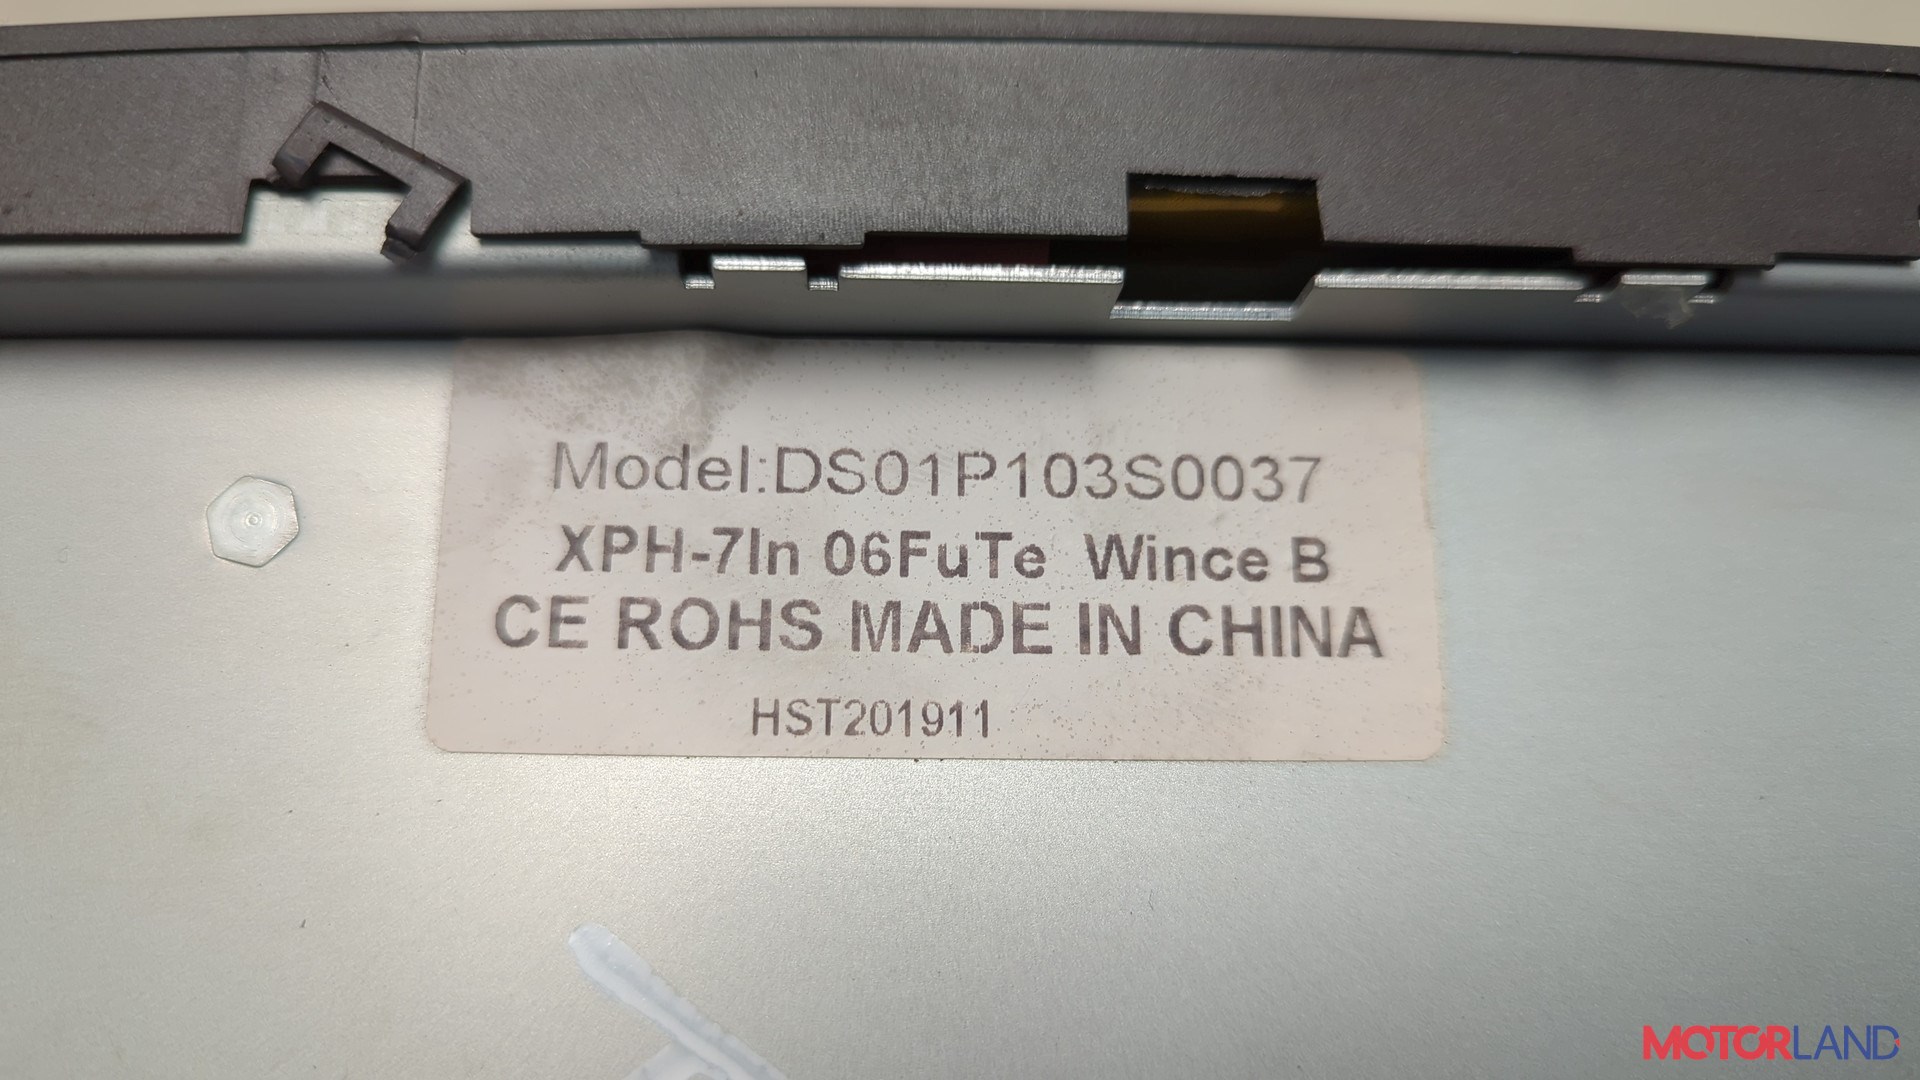 Model:DS01P103S0037
XPH-7In 06FuTe Wince B
CE ROHS MADE IN CHINA
HST201911
MOTORLAND